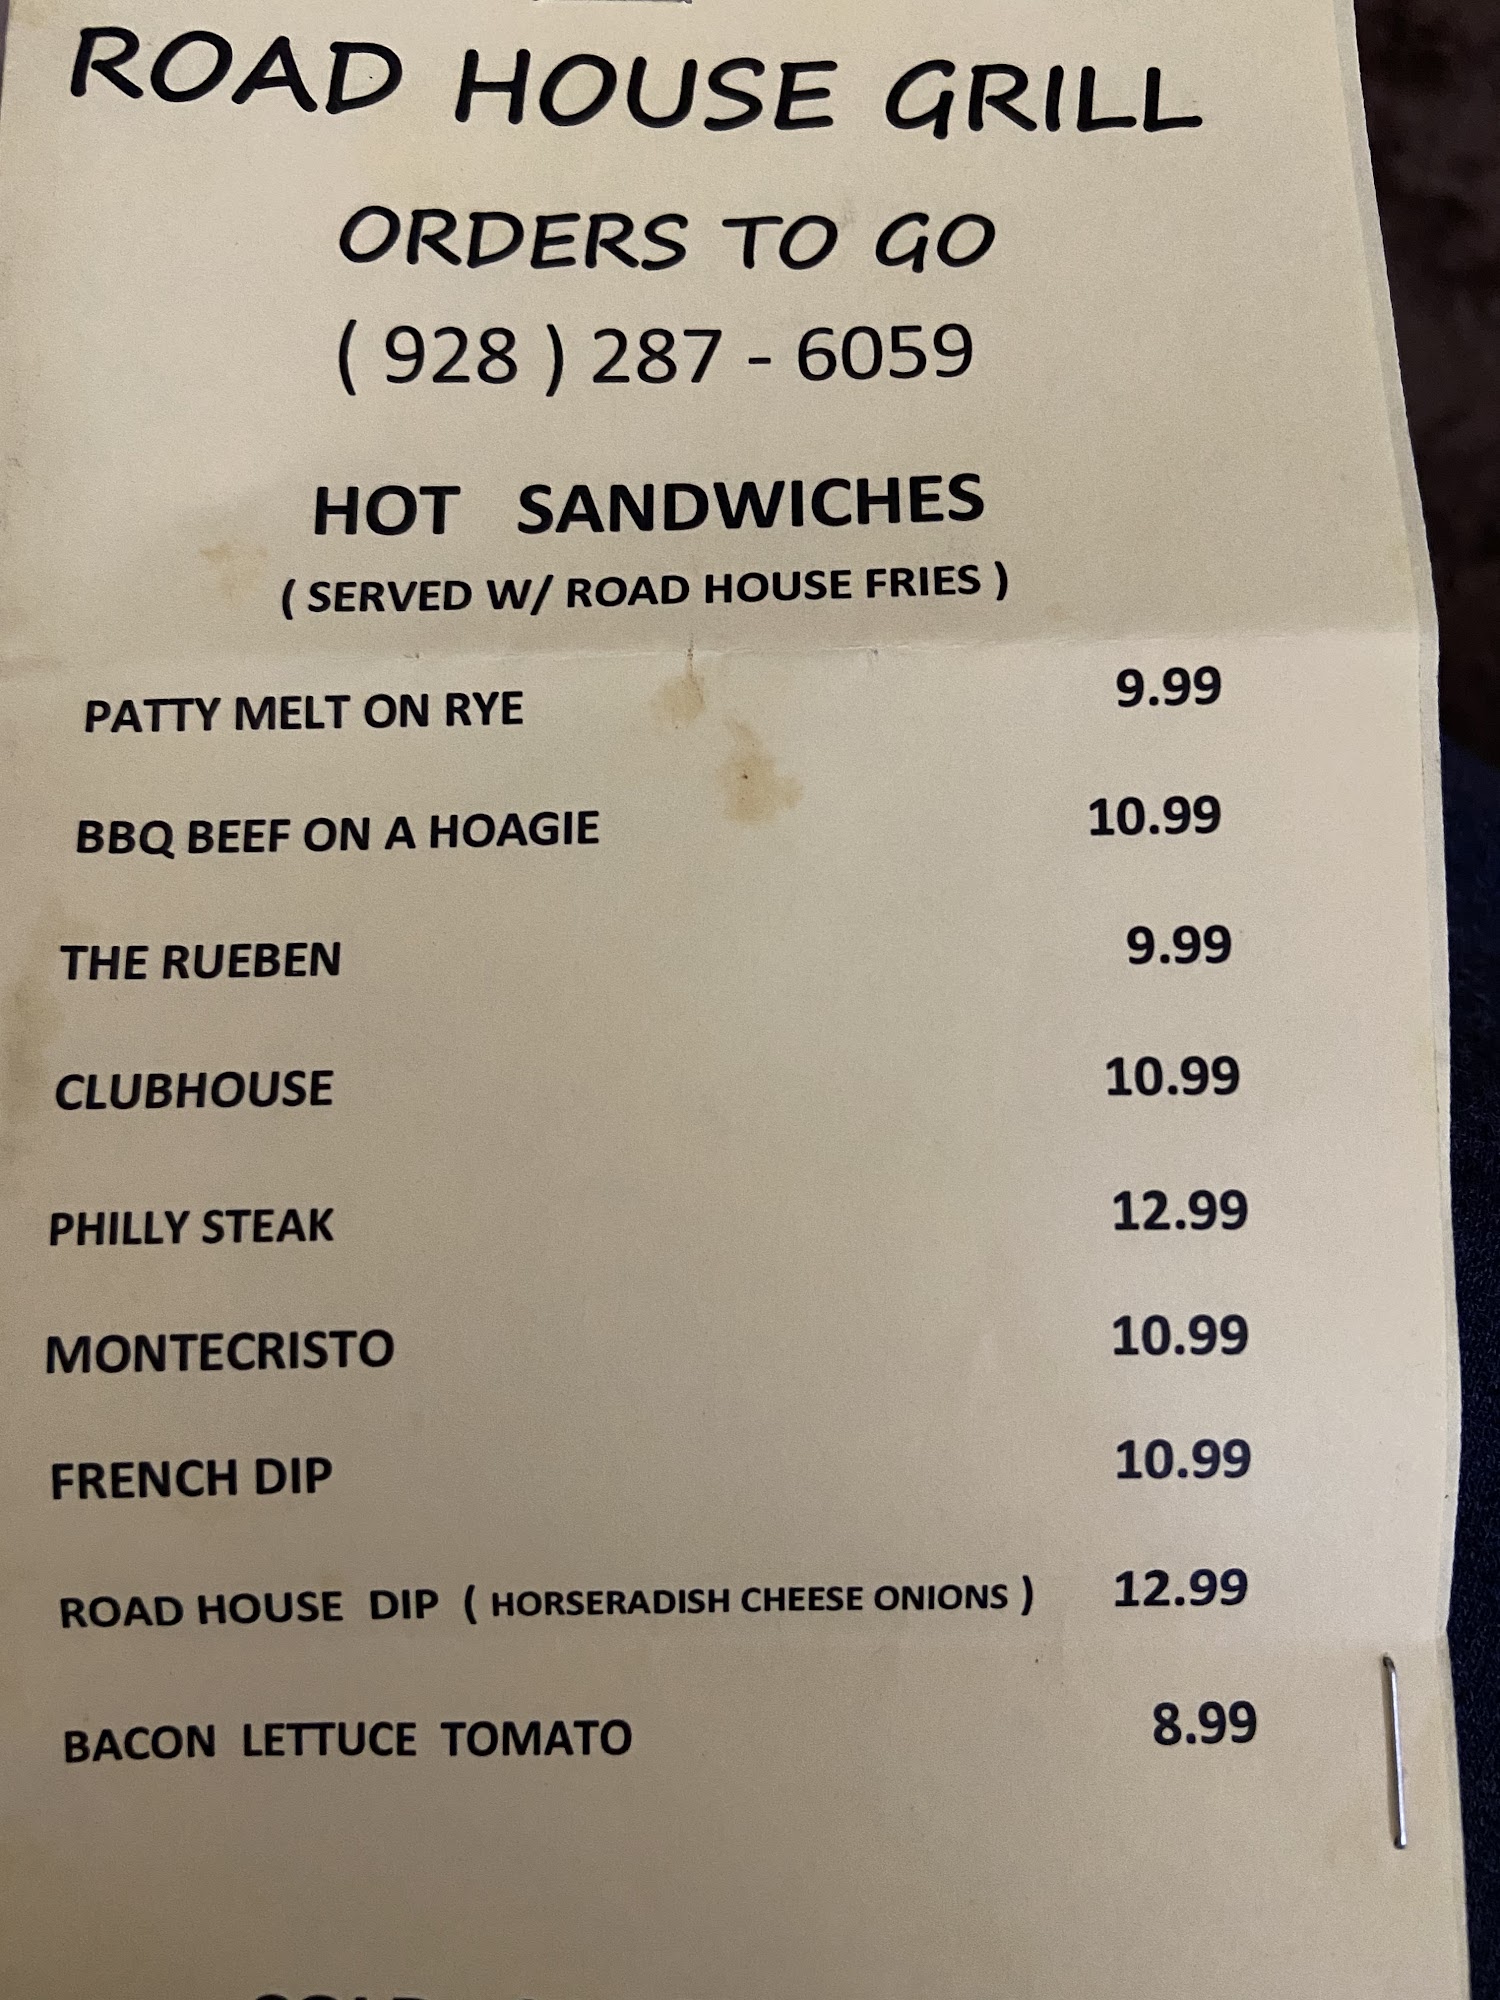 ROAD HOUSE GRILL
ORDERS TO GO
( 928 ) 287 - 6059
HOT SANDWICHES
( SERVED W/ ROAD HOUSE FRIES )
PATTY MELT ON RYE 9.99
BBQ BEEF ON A HOAGIE 10.99
THE RUEBEN 9.99
CLUBHOUSE 10.99
PHILLY STEAK 12.99
MONTECRISTO 10.99
FRENCH DIP 10.99
ROAD HOUSE DIP ( HORSERADISH CHEESE ONIONS ) 12.99
BACON LETTUCE TOMATO 8.99